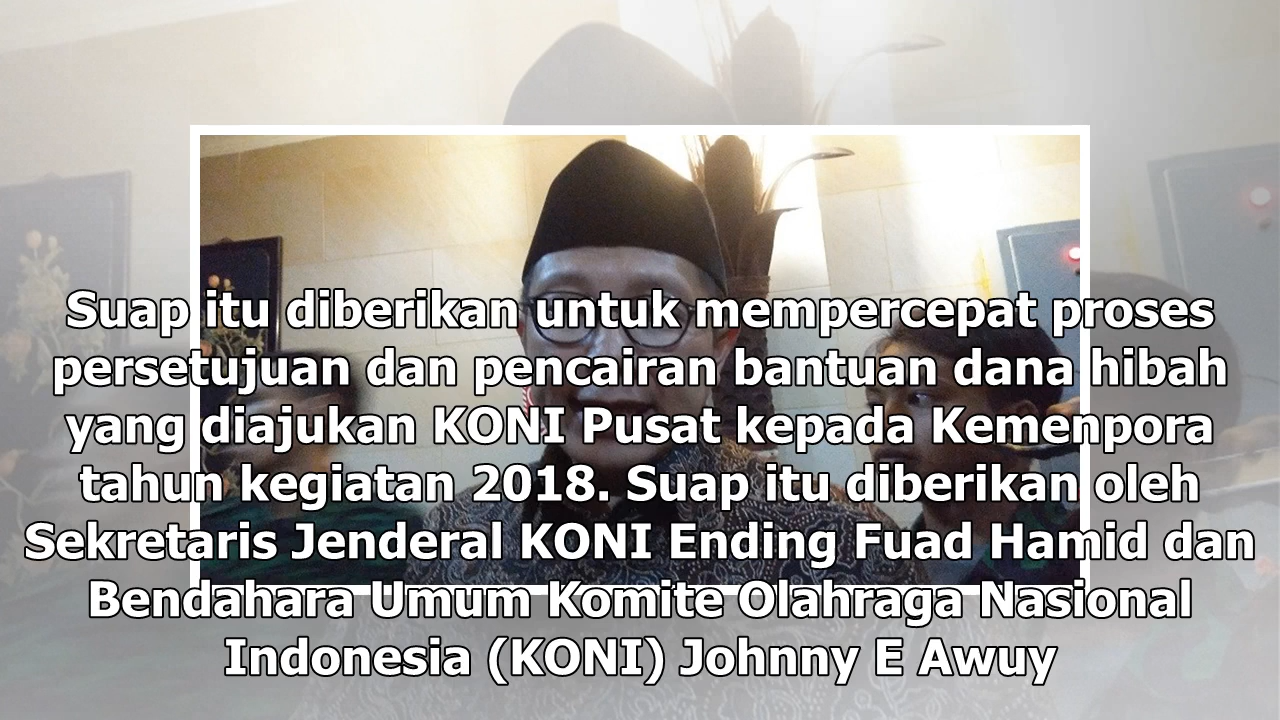 Suap itu diberikan untuk mempercepat proses
persetujuan dan pencairan bantuan dana hibah
yang diajukan KONI Pusat kepada Kemenpora
tahun kegiatan 2018. Suap itu diberikan oleh
Sekretaris Jenderal KONI Ending Fuad Hamid dan
Bendahara Umum Komite Olahraga Nasional
Indonesia (KONI) Johnny E Awuy